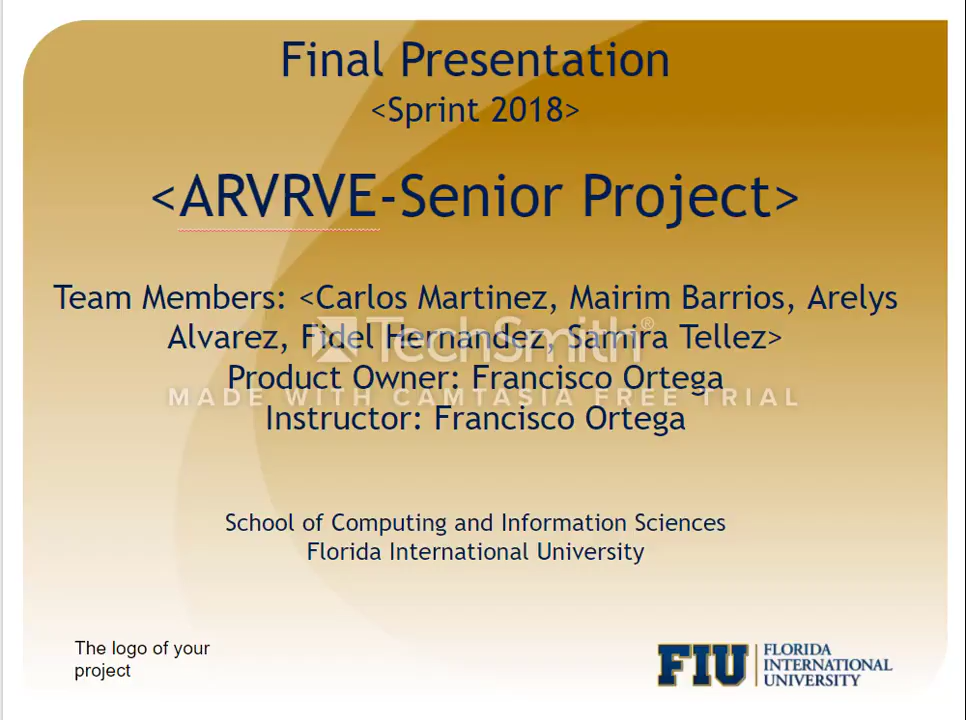 Final Presentation
<Sprint 2018>
<ARVRVE-Senior Project>
Team Members: <Carlos Martinez, Mairim Barrios, Arelys
Alvarez, Fidel Hernandez, Samira Tellez>
TechSmith®
Product Owner: Francisco Ortega
MADE WITH CAMTASIA FREE TRIAL
Instructor: Francisco Ortega
School of Computing and Information Sciences
Florida International University
The logo of your
project
FIU
FLORIDA
INTERNATIONAL
UNIVERSITY